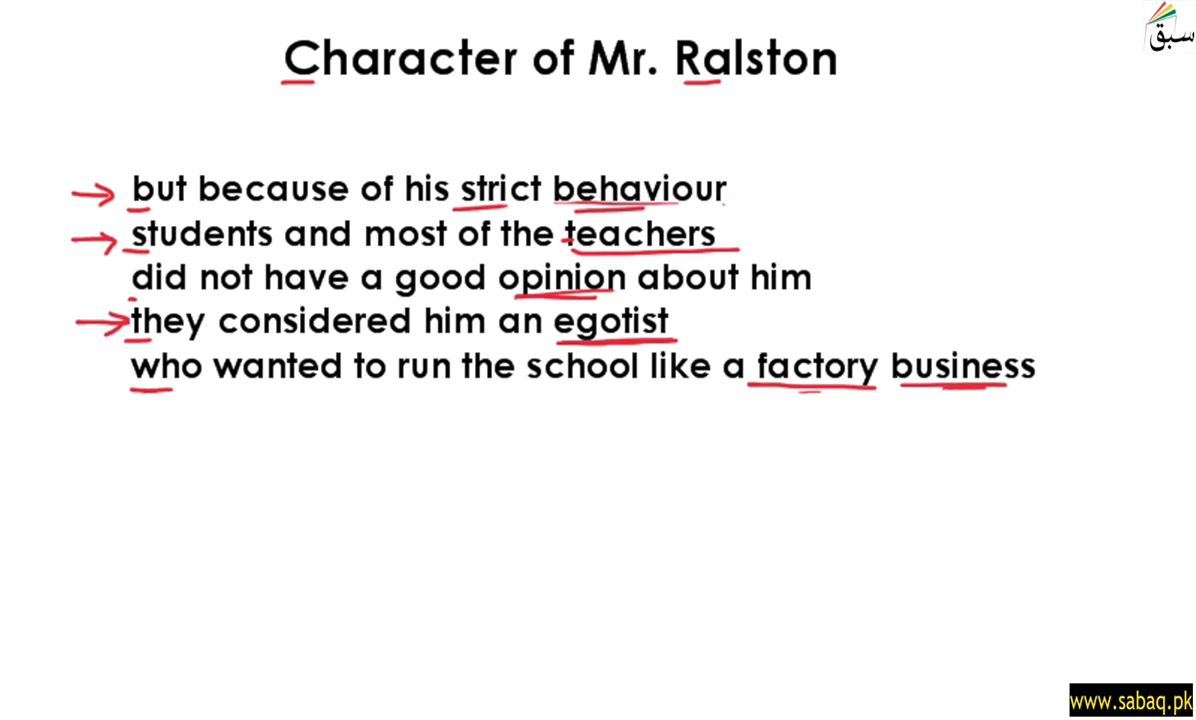 سبق
Character of Mr. Ralston
but because of his strict behaviour
students and most of the teachers
did not have a good opinion about him
they considered him an egotist
who wanted to run the school like a factory business
www.sabaq.pk